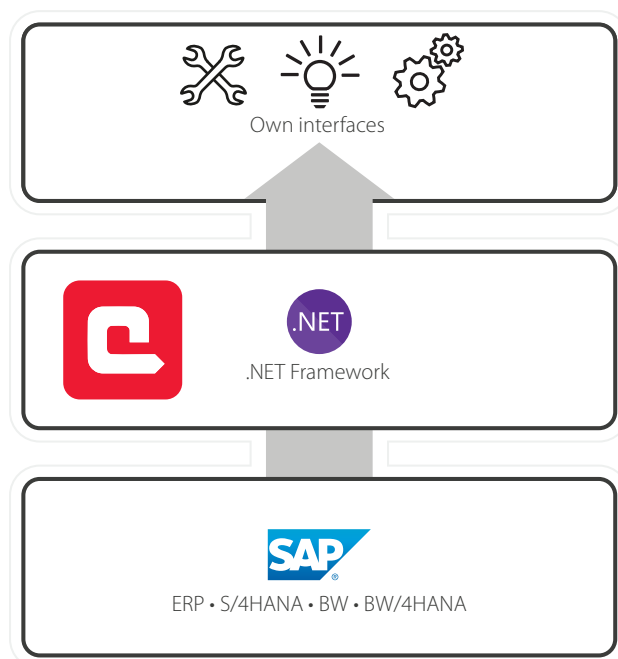 Own interfaces
.NET
.NET Framework
SAP®
ERP • S/4HANA • BW • BW/4HANA